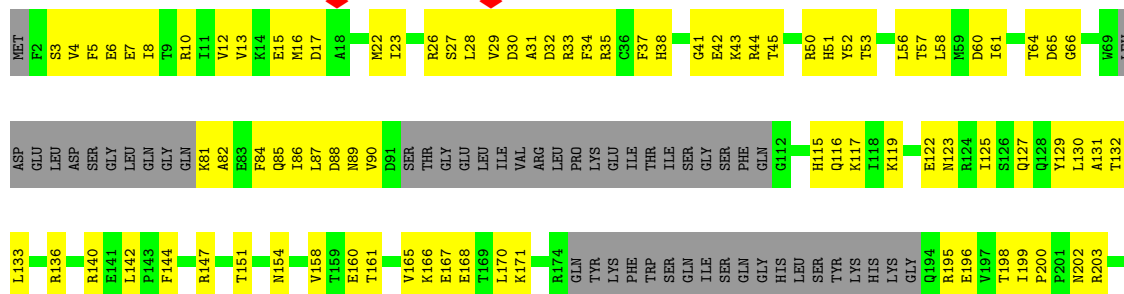 MET F2 S3 V4 F5 E6 E7 I8 T9 R10 I11 V12 V13 K14 E15 M16 D17 A18 M22 I23 R26 S27 L28 V29 D30 A31 D32 R33 F34 R35 C36 F37 H38 G41 E42 K43 R44 T45 R50 H51 Y52 T53 L56 T57 L58 M59 D60 I61 T64 D65 G66 W69
ASP GLU LEU ASP SER GLY LEU GLN GLY GLN K81 A82 E83 F84 Q85 I86 L87 D88 N89 V90 D91 SER THR GLY GLU LEU ILE VAL ARG LEU PRO LYS GLU ILE THR ILE SER GLY SER PHE GLN G112 H115 Q116 K117 I118 K119 E122 N123 R124 I125 S126 Q127 Q128 Y129 L130 A131 T132
L133 R136 R140 E141 L142 P143 F144 R147 T151 N154 V158 T159 E160 T161 V165 K166 E167 E168 T169 L170 K171 R174 GLN TYR LYS PHE TRP SER GLN ILE SER GLN GLY HIS LEU SER TYR LYS HIS LYS GLY Q194 R195 E196 V197 T198 I199 P200 P201 N202 R203